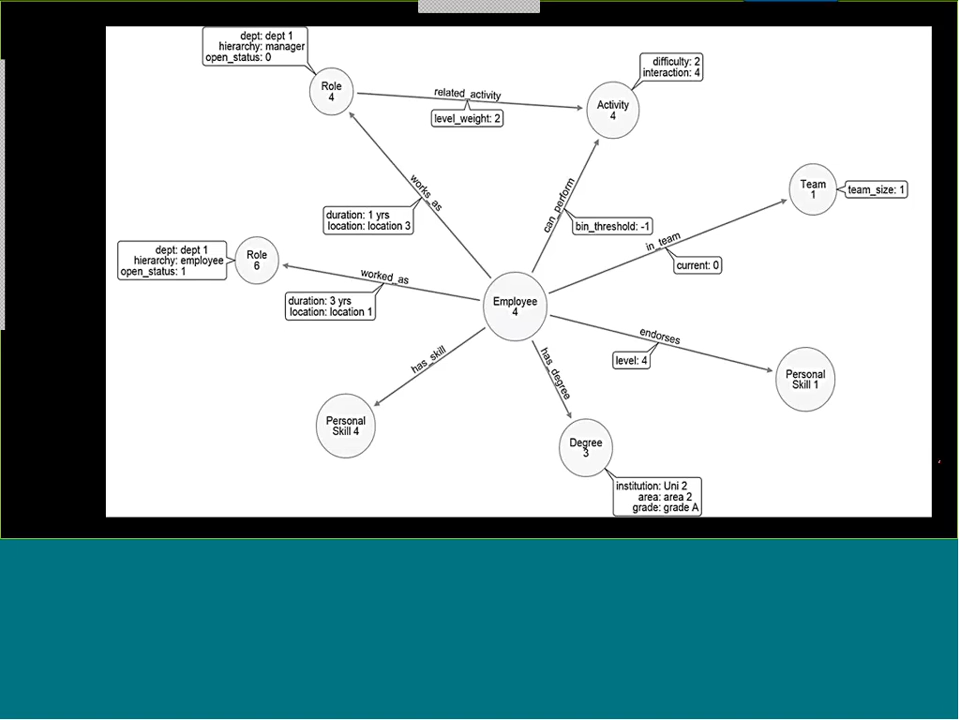 dept: dept 1
hierarchy: manager
open_status: 0
Role
4
related_activity
level_weight: 2
difficulty: 2
interaction: 4
Activity
4
works_as
duration: 1 yrs
location: location 3
can_perform
bin_threshold: -1
Team
1
team_size: 1
in_team
current: 0
dept: dept 1
hierarchy: employee
open_status: 1
Role
6
worked_as
duration: 3 yrs
location: location 1
Employee
4
endorses
level: 4
has_skill
has_degree
Personal
Skill 1
Personal
Skill 4
Degree
3
institution: Uni 2
area: area 2
grade: grade A